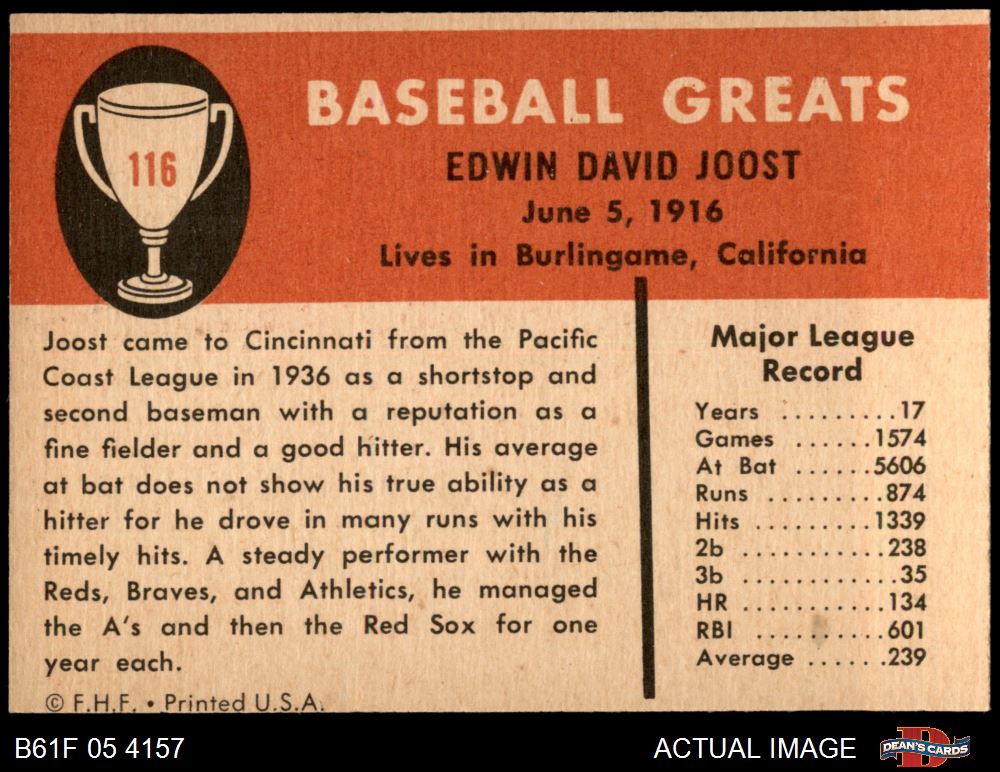 116
BASEBALL GREATS
EDWIN DAVID JOOST
June 5, 1916
Lives in Burlingame, California
Joost came to Cincinnati from the Pacific
Coast League in 1936 as a shortstop and
second baseman with a reputation as a
fine fielder and a good hitter. His average
at bat does not show his true ability as a
hitter for he drove in many runs with his
timely hits. A steady performer with the
Reds, Braves, and Athletics, he managed
the A's and then the Red Sox for one
year each.
© F.H.F. • Printed U.S.A.
Major League
Record
Years .........17
Games ......1574
At Bat ......5606
Runs ........874
Hits .........1339
2b ..........238
3b ...........35
HR ..........134
RBI .........601
Average ......239
B61F 05 4157
ACTUAL IMAGE
DEAN'S CARDS